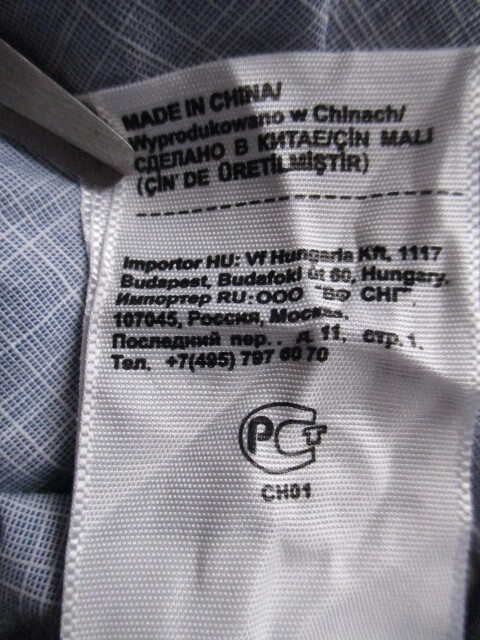 MADE IN CHINA/
Wyprodukowano w Chinach/
СДЕЛАНО В КИТАЕ/ÇİN MALI
(ÇİN'DE ÜRETİLMİŞTİR)
Importor HU: Vf Hungaria Kft, 1117
Budapest, Budafoki út 60, Hungary.
Импортер RU: ООО "ВФ СНГ",
107045, Россия, Москва,
Последний пер., д. 11, стр.1.
Тел. +7(495) 797 60 70
РСТ
CH01